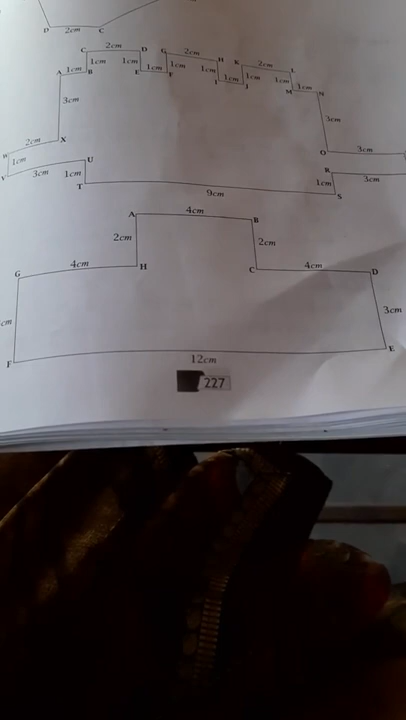 D 2cm C
C 2cm D G 2cm H K 2cm L
1cm 1cm 1cm 1cm 1cm 1cm
A 1cm B E 1cm F I 1cm J M 1cm N
3cm 3cm
W 2cm X O 3cm
1cm U R
V 3cm 1cm T 9cm 1cm S 3cm
A 4cm B
2cm 2cm
G 4cm H C 4cm D
cm 3cm
F 12cm E
227